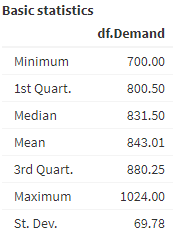 Basic statistics
df.Demand
Minimum 700.00
1st Quart. 800.50
Median 831.50
Mean 843.01
3rd Quart. 880.25
Maximum 1024.00
St. Dev. 69.78